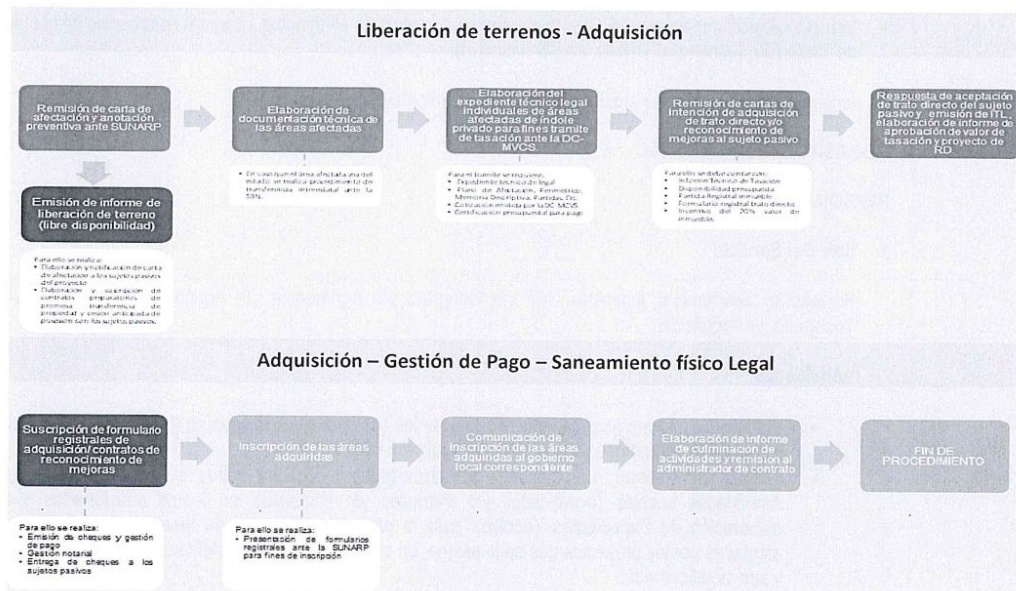 Liberación de terrenos - Adquisición
Remisión de carta de
afectación y anotación
preventiva ante SUNARP
Elaboración de
documentación técnica de
las áreas afectadas
Elaboración del
expediente técnico legal
individuales de áreas
afectadas de índole
privado para fines tramite
de tasación ante la DC-
MVCS.
Remisión de cartas de
intención de adquisición
de trato directo y/o
reconocimiento de
mejoras al sujeto pasivo
Respuesta de aceptación
de trato directo del sujeto
pasivo y emisión de ITL,
elaboración de informe de
aprobación de valor de
tasación y proyecto de
RD.
• En caso que el área afectada sea del
estado se realiza procedimiento de
transferencia interestatal ante la
Para el tramite se requiere:
• Expediente técnico de legal
• Plano de Afectación, Perimétrico,
Memoria Descriptiva, Partidas, Etc.
• Cotización emitida por la DC-MCVS
• Certificación presupuestal para pago
Para ello se debe contar con:
• Informe Técnico de Tasación
• Disponibilidad presupuestal
• Partida Registral inmueble
• Formulario registral trato directo
• Incentivo del 20% valor de
inmueble.
Emisión de informe de
liberación de terreno
(libre disponibilidad)
Para ello se realiza:
• Elaboración y notificación de carta
de afectación a los sujetos pasivos
del proyecto
• Elaboración y suscripción de
contratos preparatorios de
promesa transferencia de
propiedad y cesión anticipada de
posesión con los sujetos pasivos.
Adquisición – Gestión de Pago – Saneamiento físico Legal
Suscripción de formulario
registrales de
adquisición/contratos de
reconocimiento de
mejoras
Inscripción de las áreas
adquiridas
Comunicación de
Inscripción de las áreas
adquiridas al gobierno
local correspondiente
Elaboración de informe
de culminación de
actividades y remisión al
administrador de contrato
FIN DE
PROCEDIMIENTO
Para ello se realiza:
• Emisión de cheques y gestión
de pago
• Gestión notarial
• Entrega de cheques a los
sujetos pasivos
Para ello se realiza:
• Presentación de formularios
registrales ante la SUNARP
para fines de inscripción